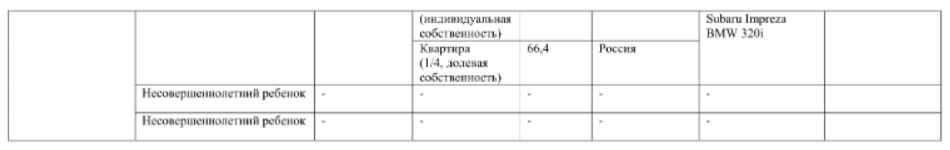 (индивидуальная
собственность)
Subaru Impreza
BMW 320i
Квартира
(1/4, долевая
собственность)
66,4
Россия
Несовершеннолетний ребенок - - - - -
Несовершеннолетний ребенок - - - - -